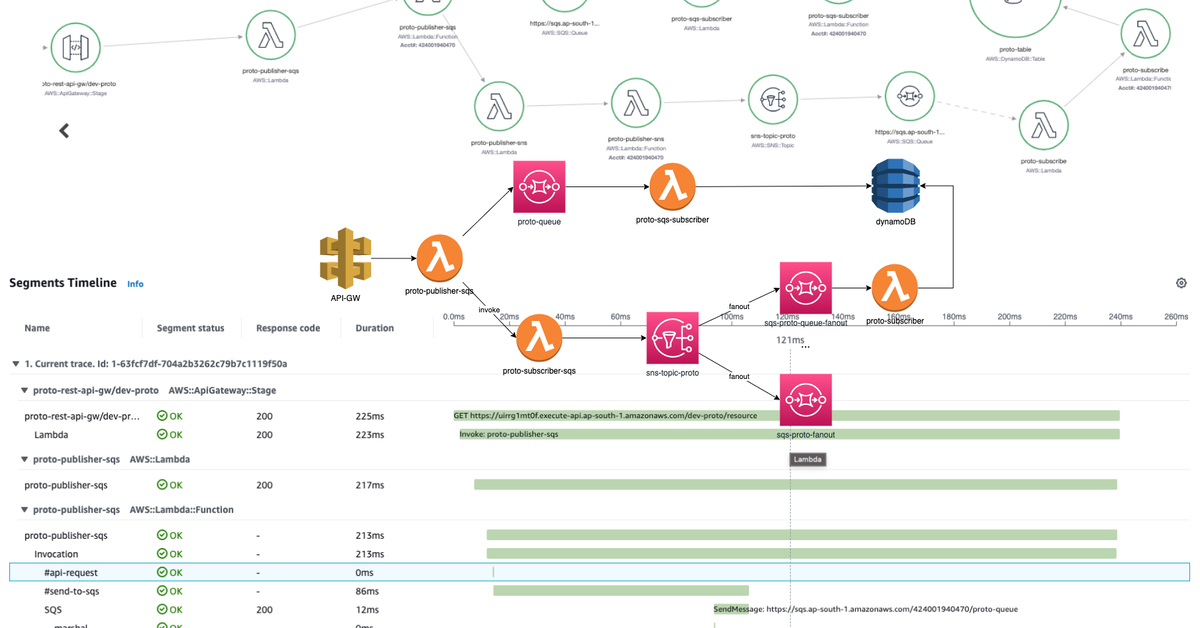 proto-publisher-sqs
AWS::Lambda::Function
Acct#: 424001940470
https://sqs.ap-south-1...
AWS::SQS::Queue
proto-sqs-subscriber
AWS::Lambda
proto-sqs-subscriber
AWS::Lambda::Function
Acct#: 424001940470
proto-table
AWS::DynamoDB::Table
proto-subscribe
AWS::Lambda::Functi
Acct#: 424001940470
oto-rest-api-gw/dev-proto
AWS::ApiGateway::Stage
proto-publisher-sqs
AWS::Lambda
proto-publisher-sns
AWS::Lambda
proto-publisher-sns
AWS::Lambda::Function
Acct#: 424001940470
sns-topic-proto
AWS::SNS::Topic
https://sqs.ap-south-1...
AWS::SQS::Queue
proto-subscribe
AWS::Lambda
proto-queue
proto-sqs-subscriber
dynamoDB
API-GW
proto-publisher-sqs
invoke
proto-subscriber-sqs
sns-topic-proto
fanout
sqs-proto-queue-fanout
proto-subscriber
fanout
sqs-proto-fanout
Segments Timeline Info
Name Segment status Response code Duration
0.0ms 20ms 40ms 60ms 100ms 120ms 160ms 180ms 200ms 220ms 240ms 260ms
121ms
...
1. Current trace. Id: 1-63fcf7df-704a2b3262c79b7c1119f50a
proto-rest-api-gw/dev-proto AWS::ApiGateway::Stage
proto-rest-api-gw/dev-pr... OK 200 225ms GET https://uirrg1mt0f.execute-api.ap-south-1.amazonaws.com/dev-proto/resource
Lambda OK 200 223ms Invoke: proto-publisher-sqs
proto-publisher-sqs AWS::Lambda
Lambda
proto-publisher-sqs OK 200 217ms
proto-publisher-sqs AWS::Lambda::Function
proto-publisher-sqs OK - 213ms
Invocation OK - 213ms
#api-request OK - 0ms
#send-to-sqs OK - 86ms
SQS OK 200 12ms SendMessage: https://sqs.ap-south-1.amazonaws.com/424001940470/proto-queue
marshal OK - 0ms